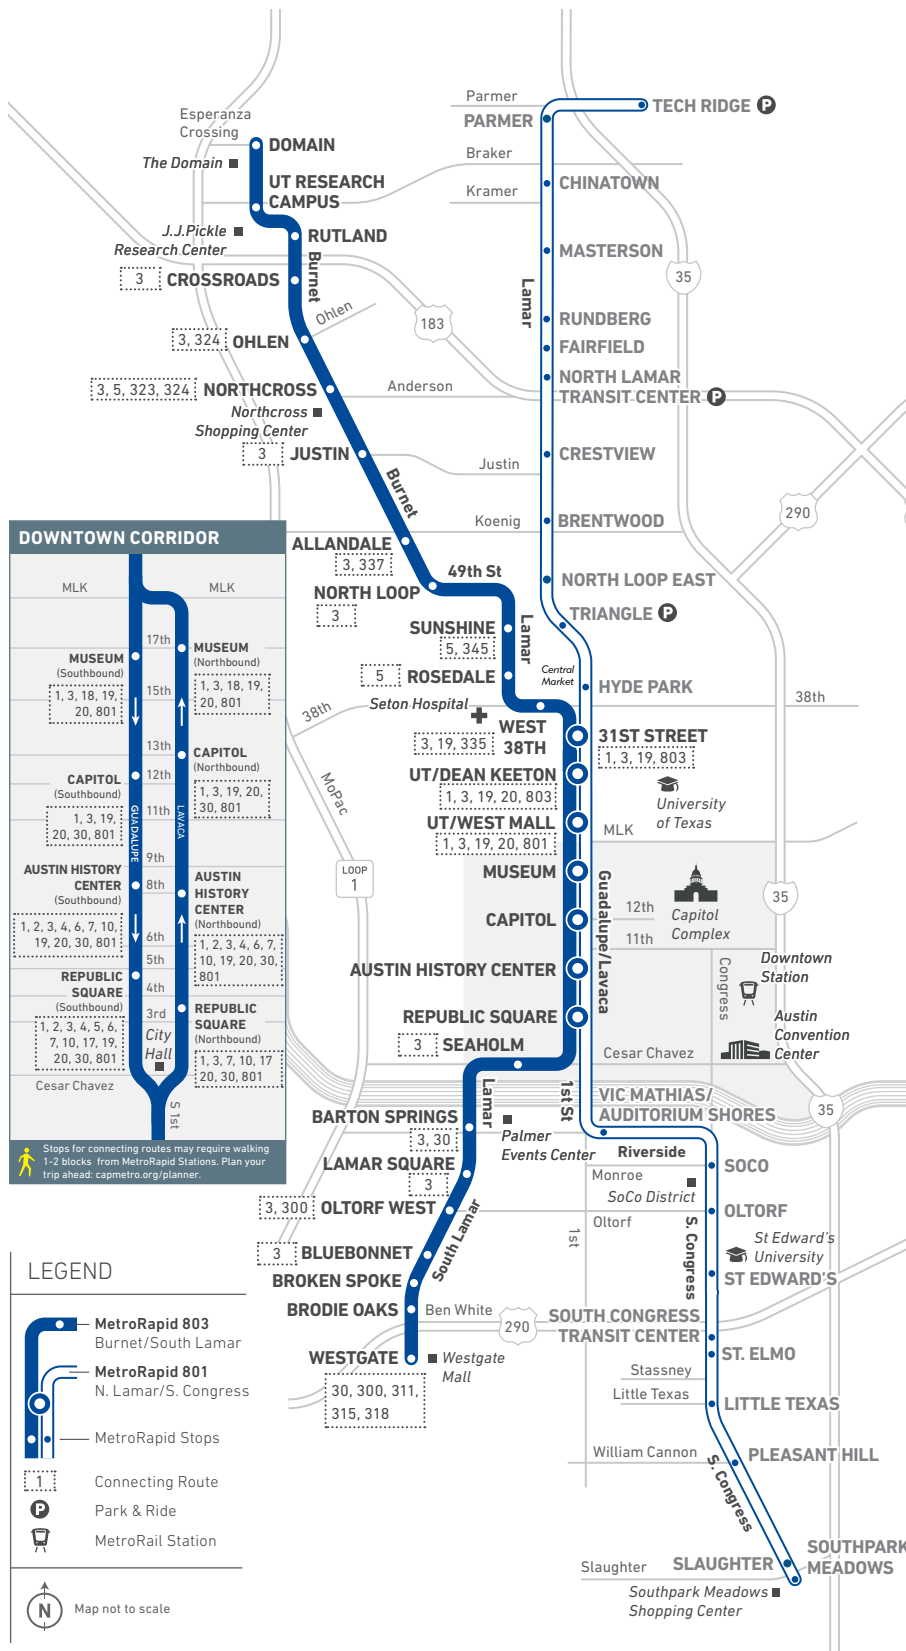 Parmer
TECH RIDGE P
PARMER
Esperanza
Crossing
DOMAIN
The Domain
Braker
UT RESEARCH
CAMPUS
Kramer
CHINATOWN
J.J.Pickle
Research Center
RUTLAND
Burnet
3 CROSSROADS
MASTERSON
Lamar
35
Ohlen
183
RUNDBERG
3, 324 OHLEN
FAIRFIELD
3, 5, 323, 324 NORTHCROSS
Anderson
NORTH LAMAR
TRANSIT CENTER P
Northcross
Shopping Center
3 JUSTIN
Justin
CRESTVIEW
Burnet
290
Koenig
BRENTWOOD
ALLANDALE
3, 337
49th St
NORTH LOOP
3
NORTH LOOP EAST
TRIANGLE P
SUNSHINE
5, 345
Lamar
5 ROSEDALE
Central
Market
HYDE PARK
Seton Hospital
38th
38th
WEST
38TH
3, 19, 335
31ST STREET
1, 3, 19, 803
MoPac
UT/DEAN KEETON
1, 3, 19, 20, 803
University
of Texas
UT/WEST MALL
1, 3, 19, 20, 801
MLK
LOOP
1
MUSEUM
Guadalupe/Lavaca
35
CAPITOL
12th
11th
Capitol
Complex
AUSTIN HISTORY CENTER
Congress
Downtown
Station
REPUBLIC SQUARE
Austin
Convention
Center
3 SEAHOLM
Cesar Chavez
Lamar
1st St
VIC MATHIAS/
AUDITORIUM SHORES
35
BARTON SPRINGS
3, 30
Palmer
Events Center
Riverside
LAMAR SQUARE
3
Monroe
SOCO
SoCo District
3, 300 OLTORF WEST
Oltorf
OLTORF
1st
South Lamar
S. Congress
3 BLUEBONNET
St Edward's
University
BROKEN SPOKE
ST EDWARD'S
BRODIE OAKS
Ben White
290
SOUTH CONGRESS
TRANSIT CENTER
WESTGATE
Westgate
Mall
ST. ELMO
30, 300, 311,
315, 318
Stassney
Little Texas
LITTLE TEXAS
William Cannon
PLEASANT HILL
S. Congress
Slaughter
SLAUGHTER
SOUTHPARK
MEADOWS
Southpark Meadows
Shopping Center
DOWNTOWN CORRIDOR
MLK
MLK
17th
MUSEUM
(Southbound)
1, 3, 18, 19,
20, 801
MUSEUM
(Northbound)
1, 3, 18, 19,
20, 801
15th
13th
CAPITOL
(Northbound)
1, 3, 19, 20,
30, 801
12th
CAPITOL
(Southbound)
1, 3, 19,
20, 30, 801
11th
GUADALUPE
LAVACA
9th
AUSTIN HISTORY
CENTER
(Southbound)
1, 2, 3, 4, 6, 7, 10,
19, 20, 30, 801
8th
AUSTIN
HISTORY
CENTER
(Northbound)
1, 2, 3, 4, 6, 7,
10, 19, 20, 30,
801
6th
5th
REPUBLIC
SQUARE
(Southbound)
1, 2, 3, 4, 5, 6,
7, 10, 17, 19,
20, 30, 801
4th
3rd
REPUBLIC
SQUARE
(Northbound)
1, 3, 7, 10, 17
20, 30, 801
City
Hall
Cesar Chavez
S 1st
Stops for connecting routes may require walking
1-2 blocks from MetroRapid Stations. Plan your
trip ahead: capmetro.org/planner.
LEGEND
MetroRapid 803
Burnet/South Lamar
MetroRapid 801
N. Lamar/S. Congress
MetroRapid Stops
1 Connecting Route
P Park & Ride
MetroRail Station
N Map not to scale